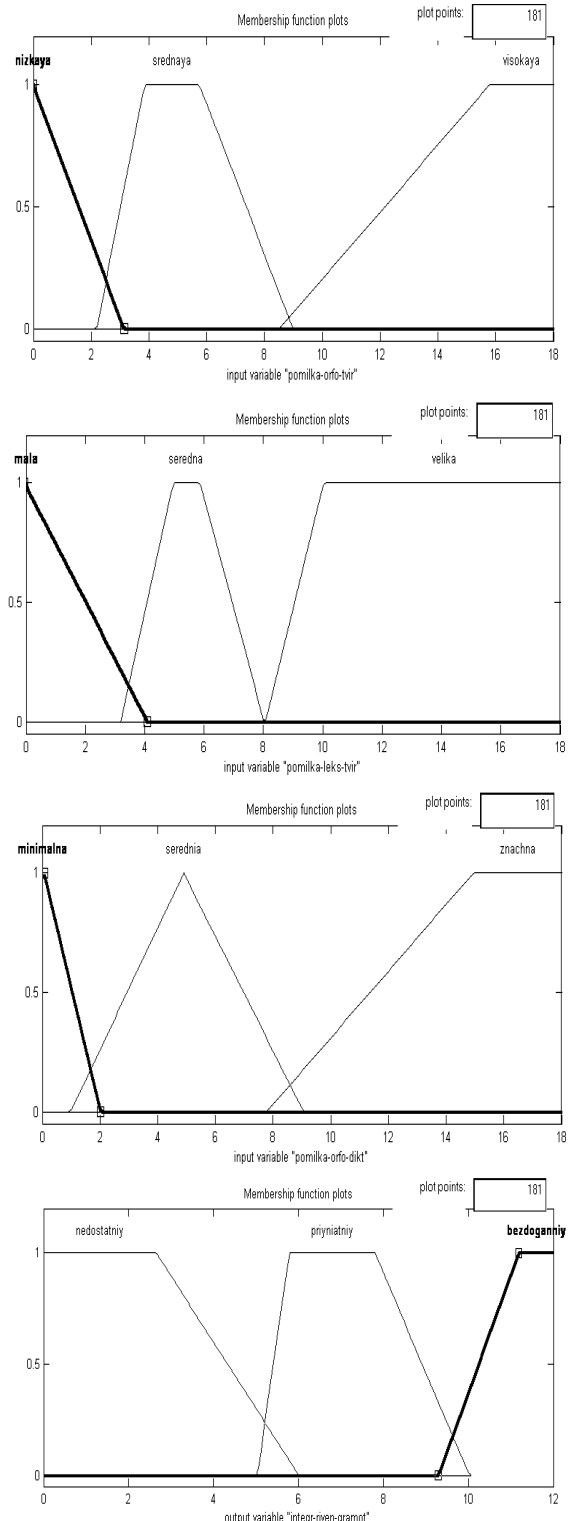 Membership function plots plot points: 181
nizkaya srednaya visokaya
1
0.5
0
0 2 4 6 8 10 12 14 16 18
input variable "pomilka-orfo-tvir"
Membership function plots plot points: 181
mala seredna velika
1
0.5
0
0 2 4 6 8 10 12 14 16 18
input variable "pomilka-leks-tvir"
Membership function plots plot points: 181
minimalna serednia znachna
1
0.5
0
0 2 4 6 8 10 12 14 16 18
input variable "pomilka-orfo-dikt"
Membership function plots plot points: 181
nedostatniy priyniatniy bezdoganniy
1
0.5
0
0 2 4 6 8 10 12
output variable "integr-riven-gramot"